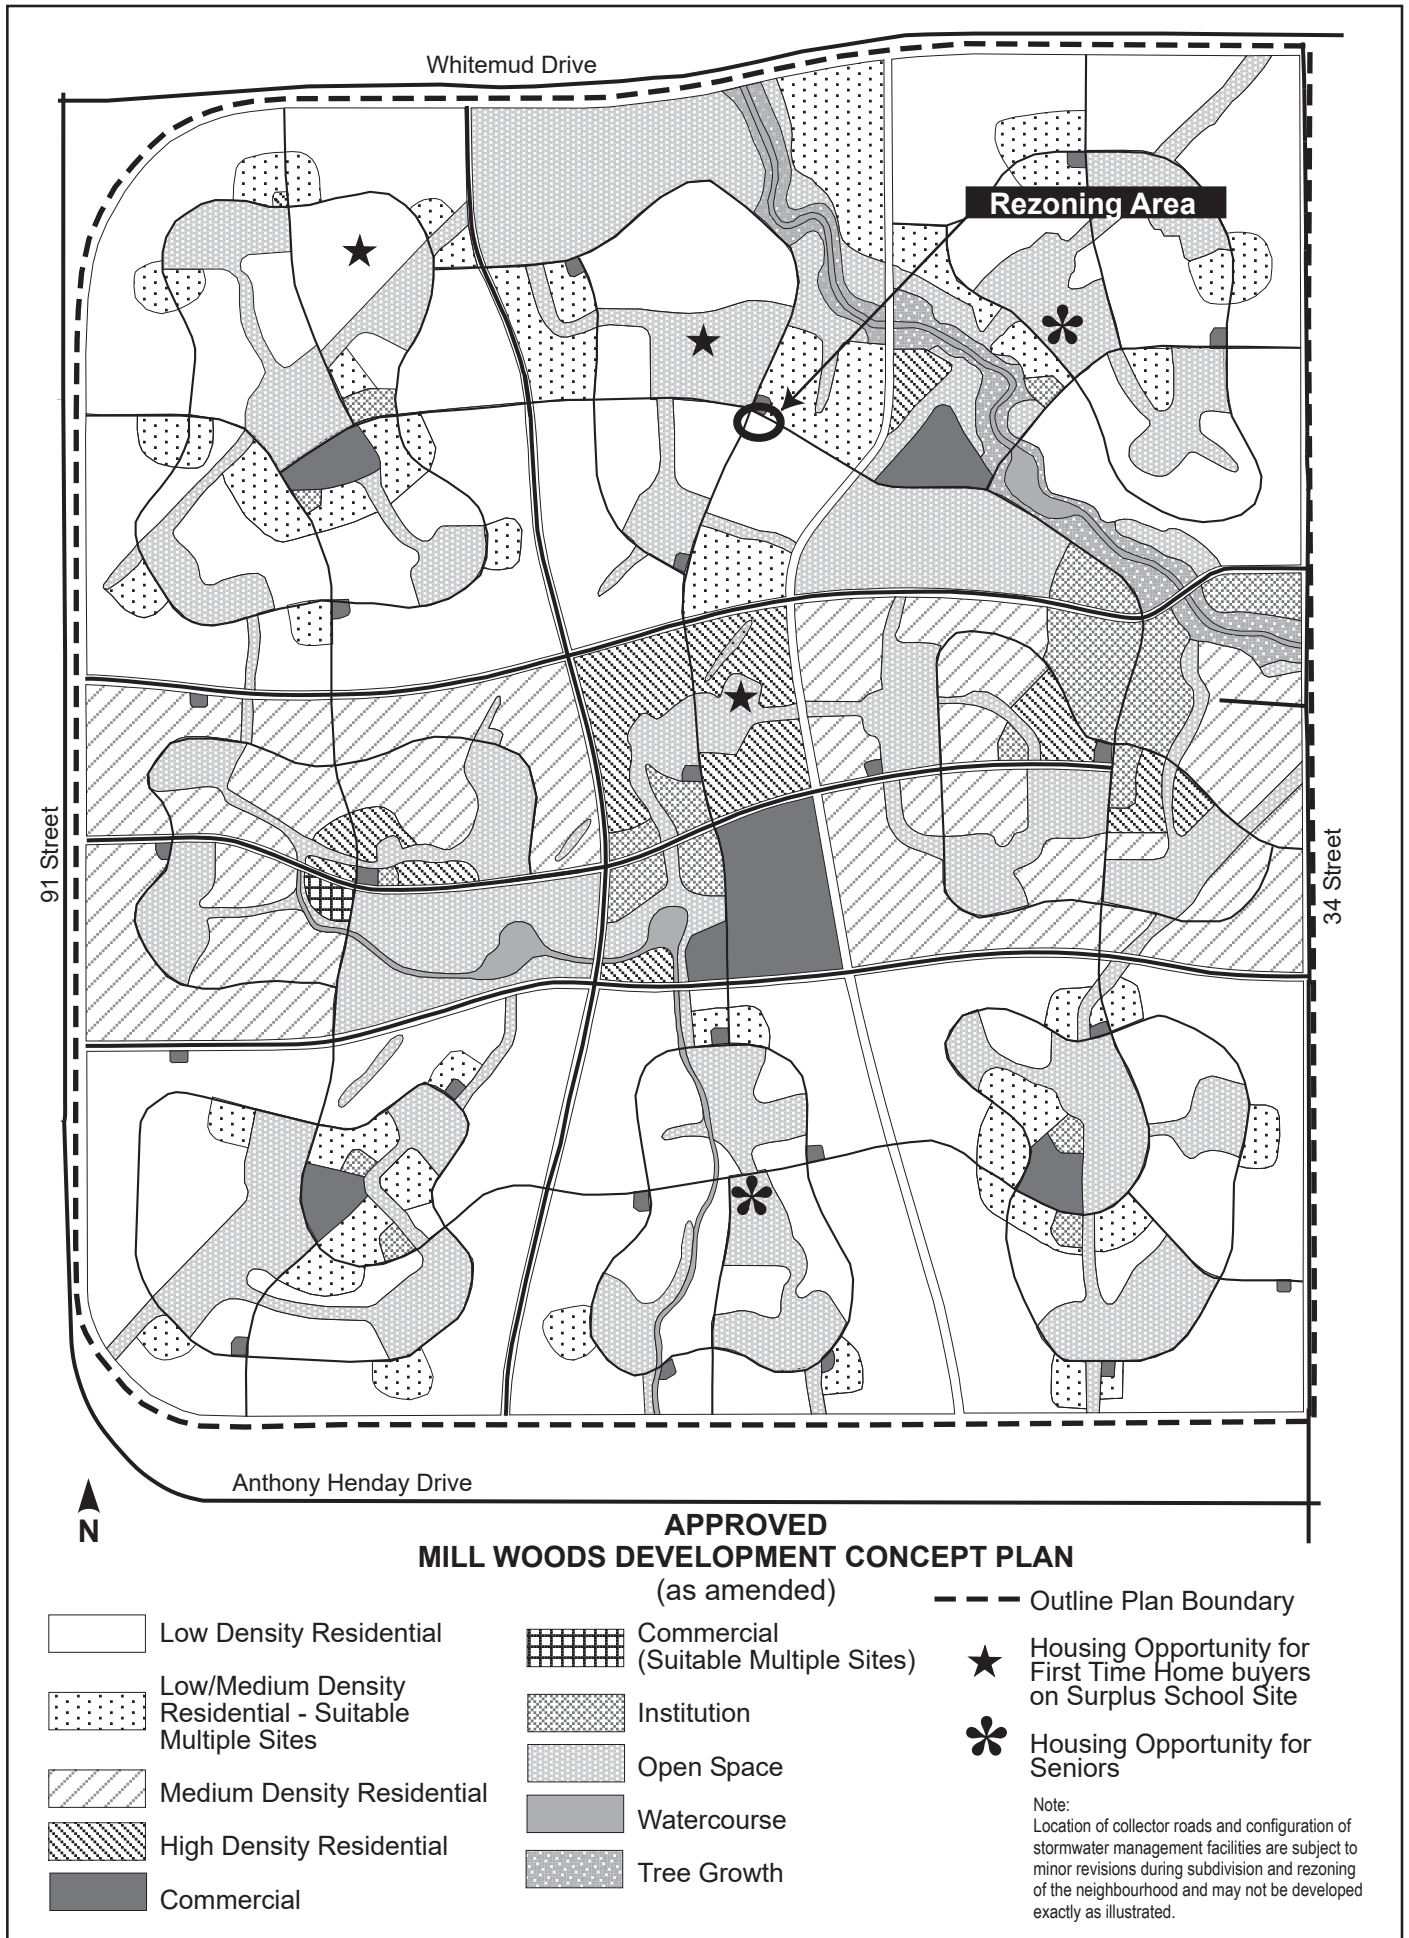 Whitemud Drive
Rezoning Area
91 Street
34 Street
Anthony Henday Drive
N
APPROVED
MILL WOODS DEVELOPMENT CONCEPT PLAN
(as amended)
Low Density Residential
Low/Medium Density
Residential - Suitable
Multiple Sites
Medium Density Residential
High Density Residential
Commercial
Commercial
(Suitable Multiple Sites)
Institution
Open Space
Watercourse
Tree Growth
Outline Plan Boundary
Housing Opportunity for
First Time Home buyers
on Surplus School Site
Housing Opportunity for
Seniors
Note:
Location of collector roads and configuration of
stormwater management facilities are subject to
minor revisions during subdivision and rezoning
of the neighbourhood and may not be developed
exactly as illustrated.